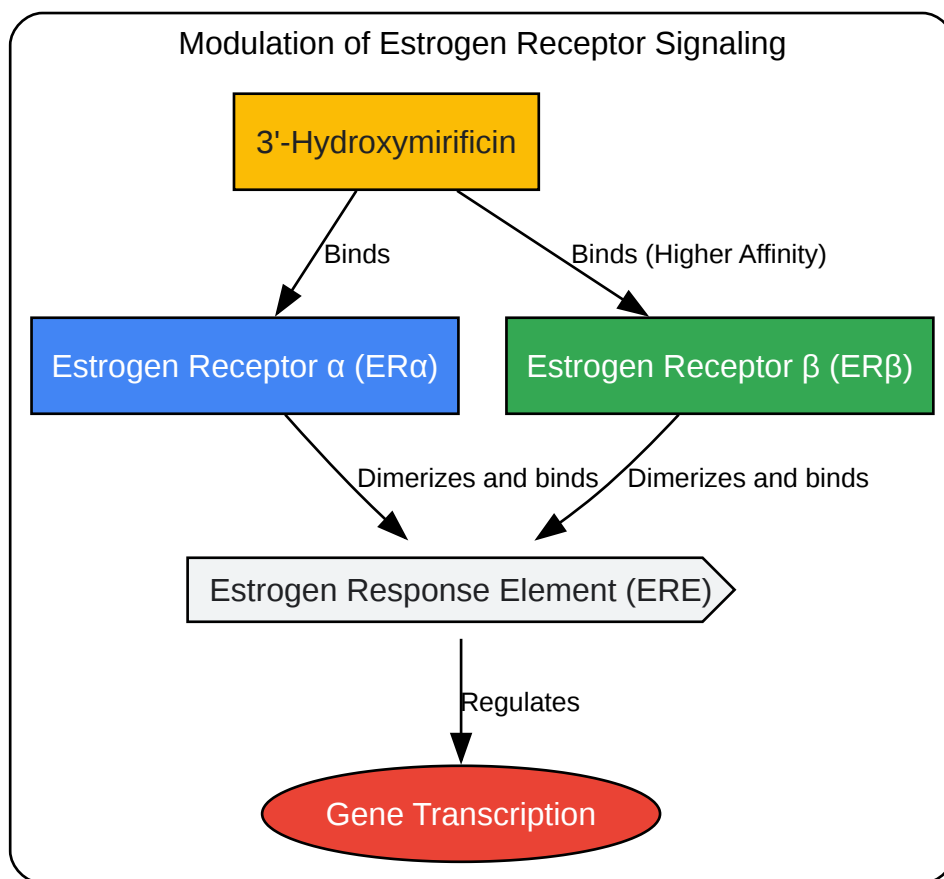 Modulation of Estrogen Receptor Signaling
3'-Hydroxymirificin
Binds
Binds (Higher Affinity)
Estrogen Receptor α (ERα)
Estrogen Receptor β (ERβ)
Dimerizes and binds
Dimerizes and binds
Estrogen Response Element (ERE)
Regulates
Gene Transcription